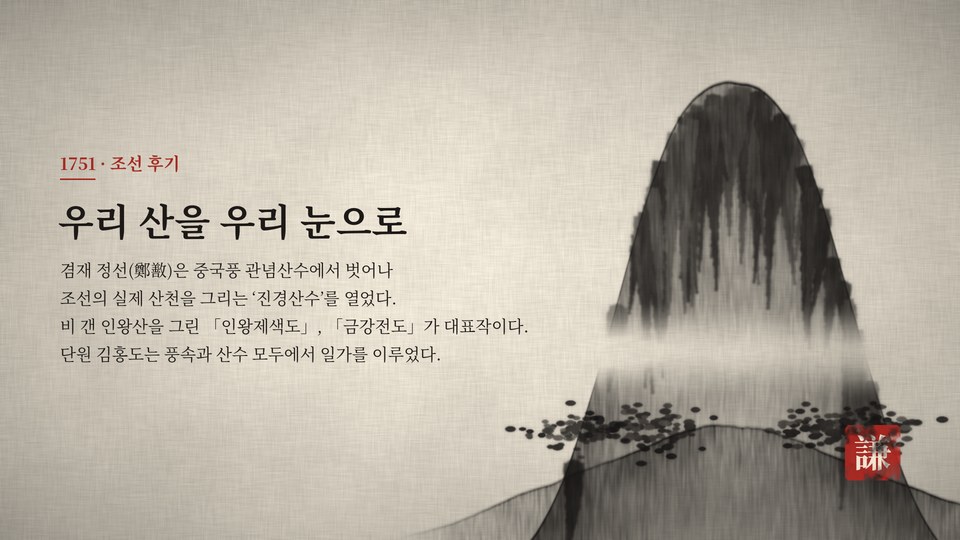 1751 · 조선 후기
우리 산을 우리 눈으로
겸재 정선(鄭敾)은 중국풍 관념산수에서 벗어나
조선의 실제 산천을 그리는 ‘진경산수’를 열었다.
비 갠 인왕산을 그린 「인왕제색도」, 「금강전도」가 대표작이다.
단원 김홍도는 풍속과 산수 모두에서 일가를 이루었다.
謙